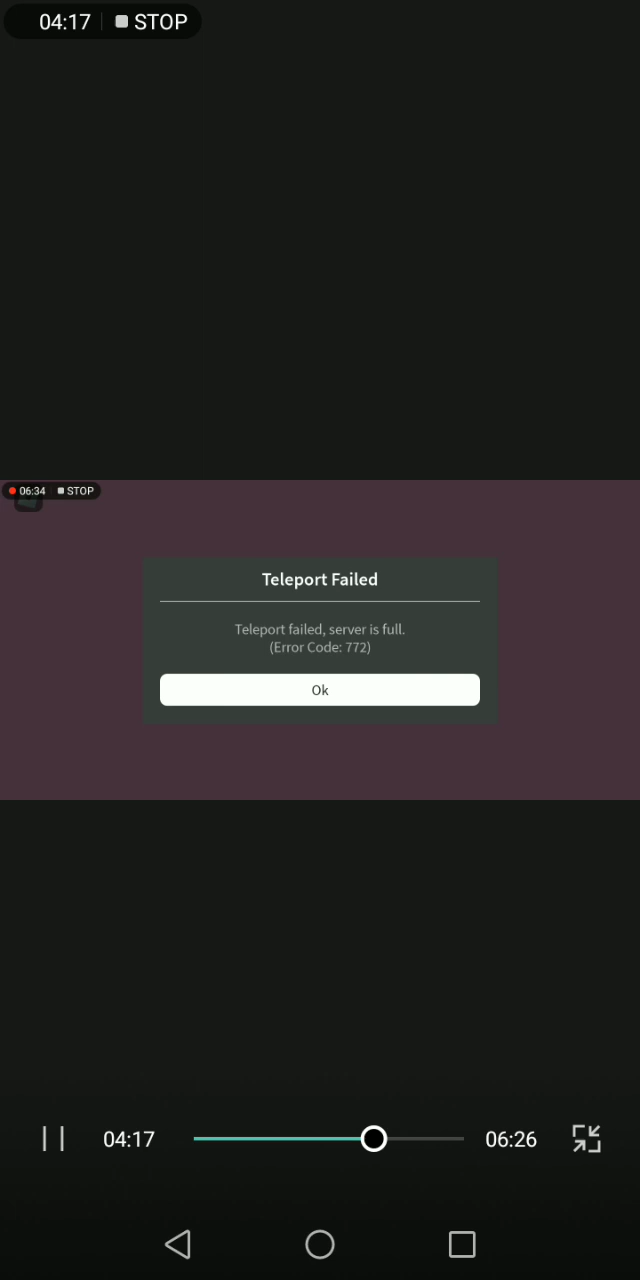 04:17 STOP
06:34 STOP
Teleport Failed
Teleport failed, server is full.
(Error Code: 772)
Ok
04:17 06:26